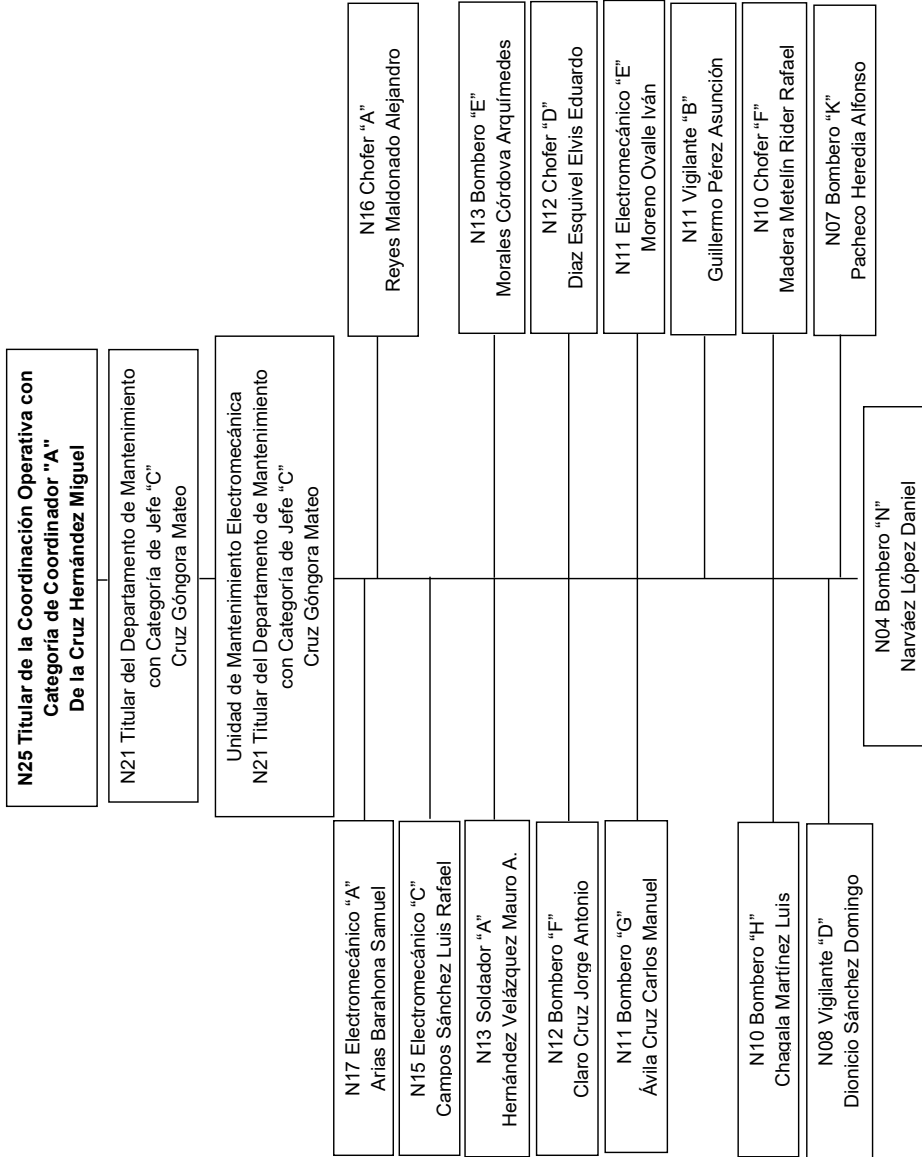 N25 Titular de la Coordinación Operativa con
Categoría de Coordinador "A"
De la Cruz Hernández Miguel
N21 Titular del Departamento de Mantenimiento
con Categoría de Jefe “C”
Cruz Góngora Mateo
Unidad de Mantenimiento Electromecánica
N21 Titular del Departamento de Mantenimiento
con Categoría de Jefe “C”
Cruz Góngora Mateo
N17 Electromecánico “A”
Arias Barahona Samuel
N16 Chofer “A”
Reyes Maldonado Alejandro
N15 Electromecánico “C”
Campos Sánchez Luis Rafael
N13 Soldador “A”
Hernández Velázquez Mauro A.
N13 Bombero “E”
Morales Córdova Arquímedes
N12 Bombero “F”
Claro Cruz Jorge Antonio
N12 Chofer “D”
Diaz Esquivel Elvis Eduardo
N11 Bombero “G”
Ávila Cruz Carlos Manuel
N11 Electromecánico “E”
Moreno Ovalle Iván
N11 Vigilante “B”
Guillermo Pérez Asunción
N10 Bombero “H”
Chagala Martínez Luis
N10 Chofer “F”
Madera Metelín Rider Rafael
N08 Vigilante “D”
Dionicio Sánchez Domingo
N07 Bombero “K”
Pacheco Heredia Alfonso
N04 Bombero “N”
Narváez López Daniel